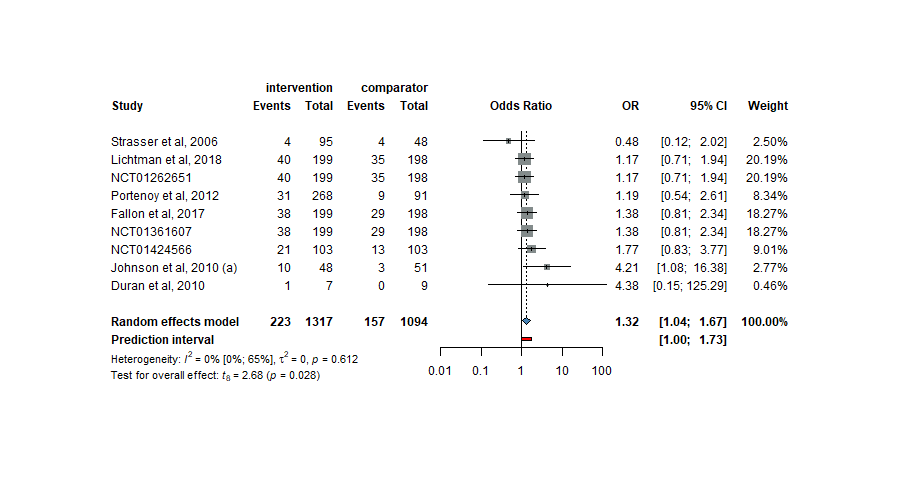 intervention comparator
Study Events Total Events Total Odds Ratio OR 95% CI Weight
Strasser et al, 2006 4 95 4 48 0.48 [0.12; 2.02] 2.50%
Lichtman et al, 2018 40 199 35 198 1.17 [0.71; 1.94] 20.19%
NCT01262651 40 199 35 198 1.17 [0.71; 1.94] 20.19%
Portenoy et al, 2012 31 268 9 91 1.19 [0.54; 2.61] 8.34%
Fallon et al, 2017 38 199 29 198 1.38 [0.81; 2.34] 18.27%
NCT01361607 38 199 29 198 1.38 [0.81; 2.34] 18.27%
NCT01424566 21 103 13 103 1.77 [0.83; 3.77] 9.01%
Johnson et al, 2010 (a) 10 48 3 51 4.21 [1.08; 16.38] 2.77%
Duran et al, 2010 1 7 0 9 4.38 [0.15; 125.29] 0.46%
Random effects model 223 1317 157 1094 1.32 [1.04; 1.67] 100.00%
Prediction interval [1.00; 1.73]
Heterogeneity: I² = 0% [0%; 65%], τ² = 0, p = 0.612
Test for overall effect: t₈ = 2.68 (p = 0.028)
0.01 0.1 1 10 100